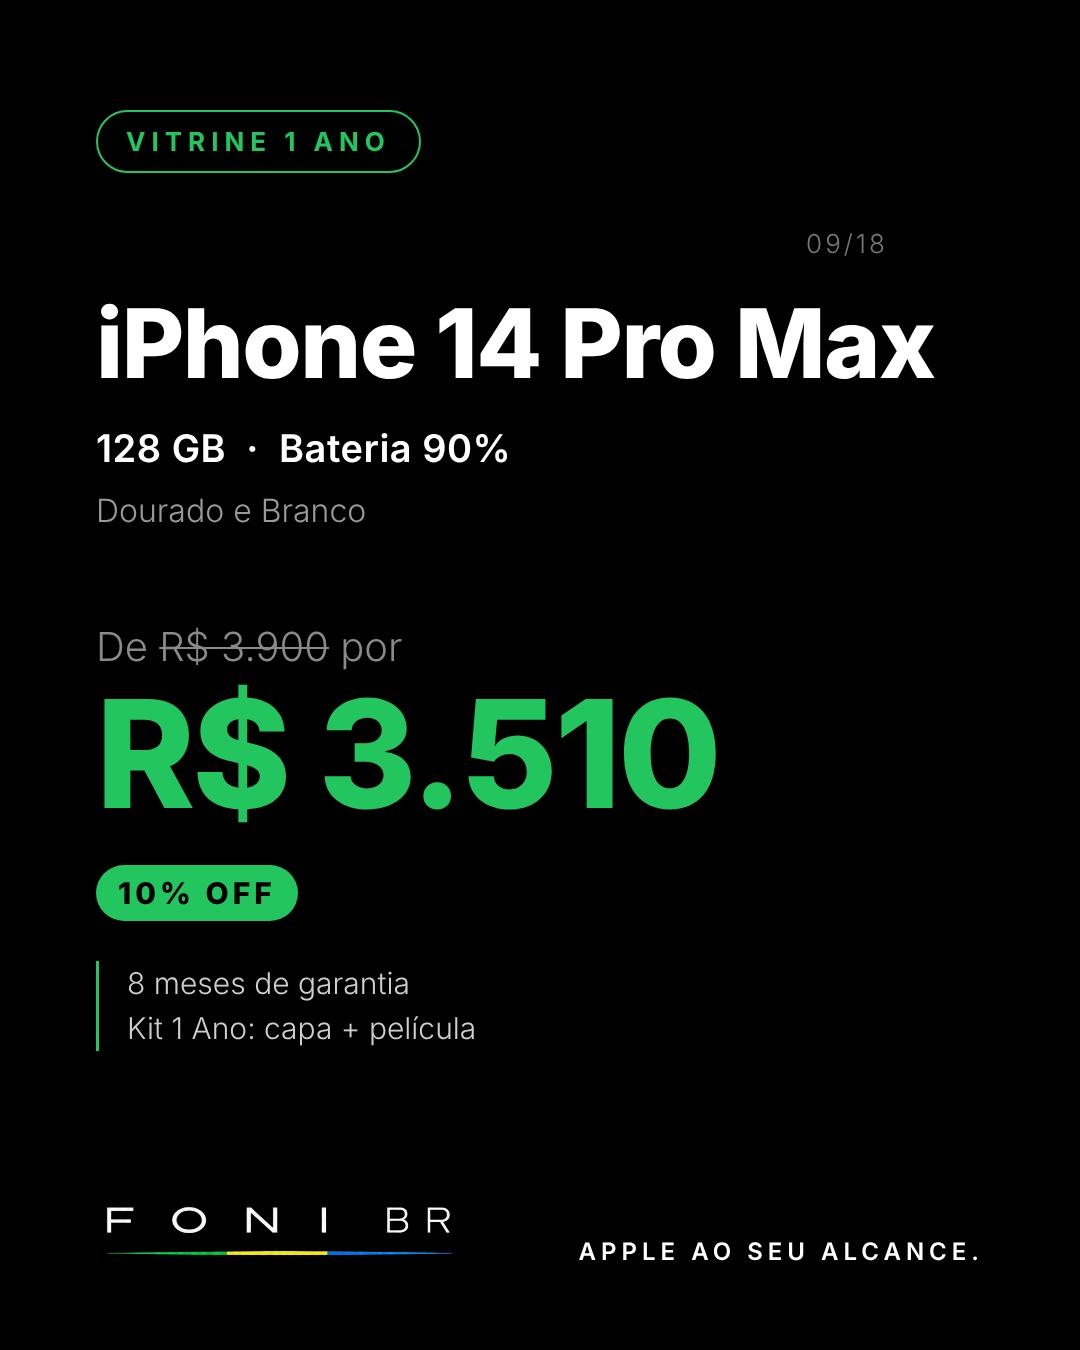 VITRINE 1 ANO
09/18
iPhone 14 Pro Max
128 GB · Bateria 90%
Dourado e Branco
De R$ 3.900 por
R$ 3.510
10% OFF
8 meses de garantia
Kit 1 Ano: capa + película
FONI BR
APPLE AO SEU ALCANCE.